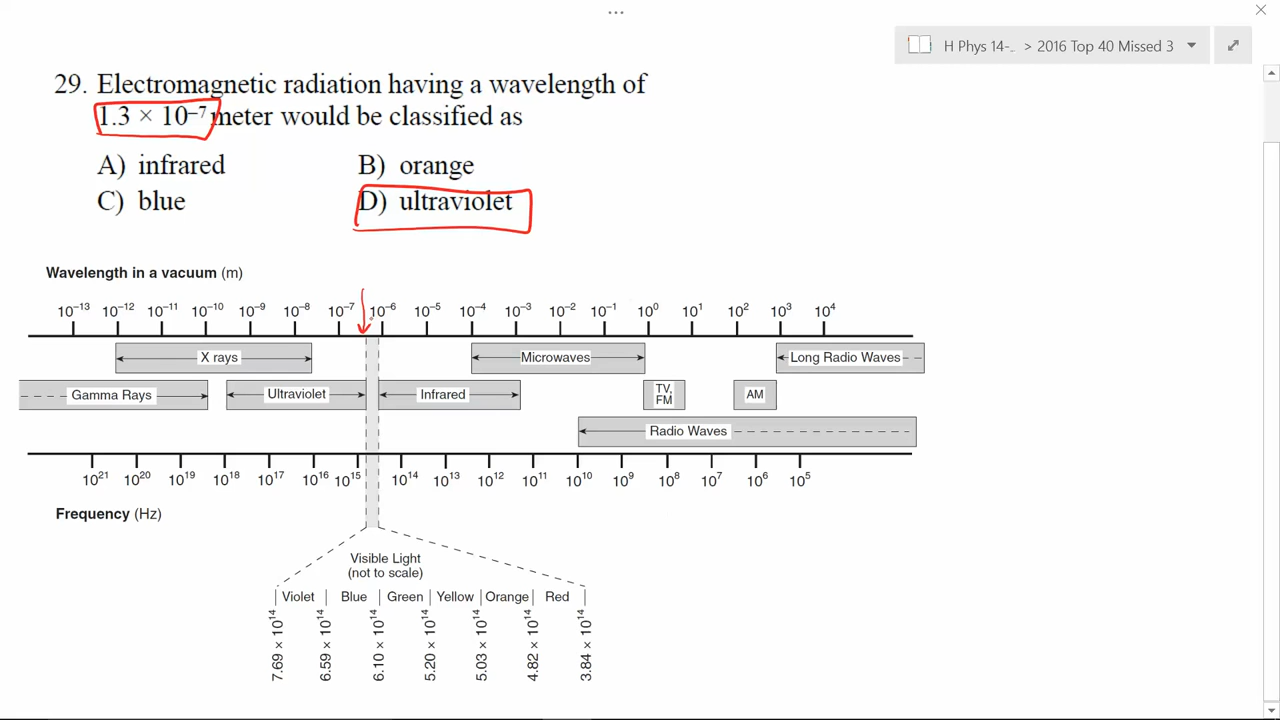 ...
H Phys 14-.. > 2016 Top 40 Missed 3
29. Electromagnetic radiation having a wavelength of
1.3 × 10⁻⁷ meter would be classified as
A) infrared B) orange
C) blue D) ultraviolet
Wavelength in a vacuum (m)
10⁻¹³ 10⁻¹² 10⁻¹¹ 10⁻¹⁰ 10⁻⁹ 10⁻⁸ 10⁻⁷ 10⁻⁶ 10⁻⁵ 10⁻⁴ 10⁻³ 10⁻² 10⁻¹ 10⁰ 10¹ 10² 10³ 10⁴
X rays Microwaves Long Radio Waves
Gamma Rays Ultraviolet Infrared TV, FM AM
Radio Waves
10²¹ 10²⁰ 10¹⁹ 10¹⁸ 10¹⁷ 10¹⁶ 10¹⁵ 10¹⁴ 10¹³ 10¹² 10¹¹ 10¹⁰ 10⁹ 10⁸ 10⁷ 10⁶ 10⁵
Frequency (Hz)
Visible Light
(not to scale)
Violet Blue Green Yellow Orange Red
7.69 × 10¹⁴ 6.59 × 10¹⁴ 6.10 × 10¹⁴ 5.20 × 10¹⁴ 5.03 × 10¹⁴ 4.82 × 10¹⁴ 3.84 × 10¹⁴